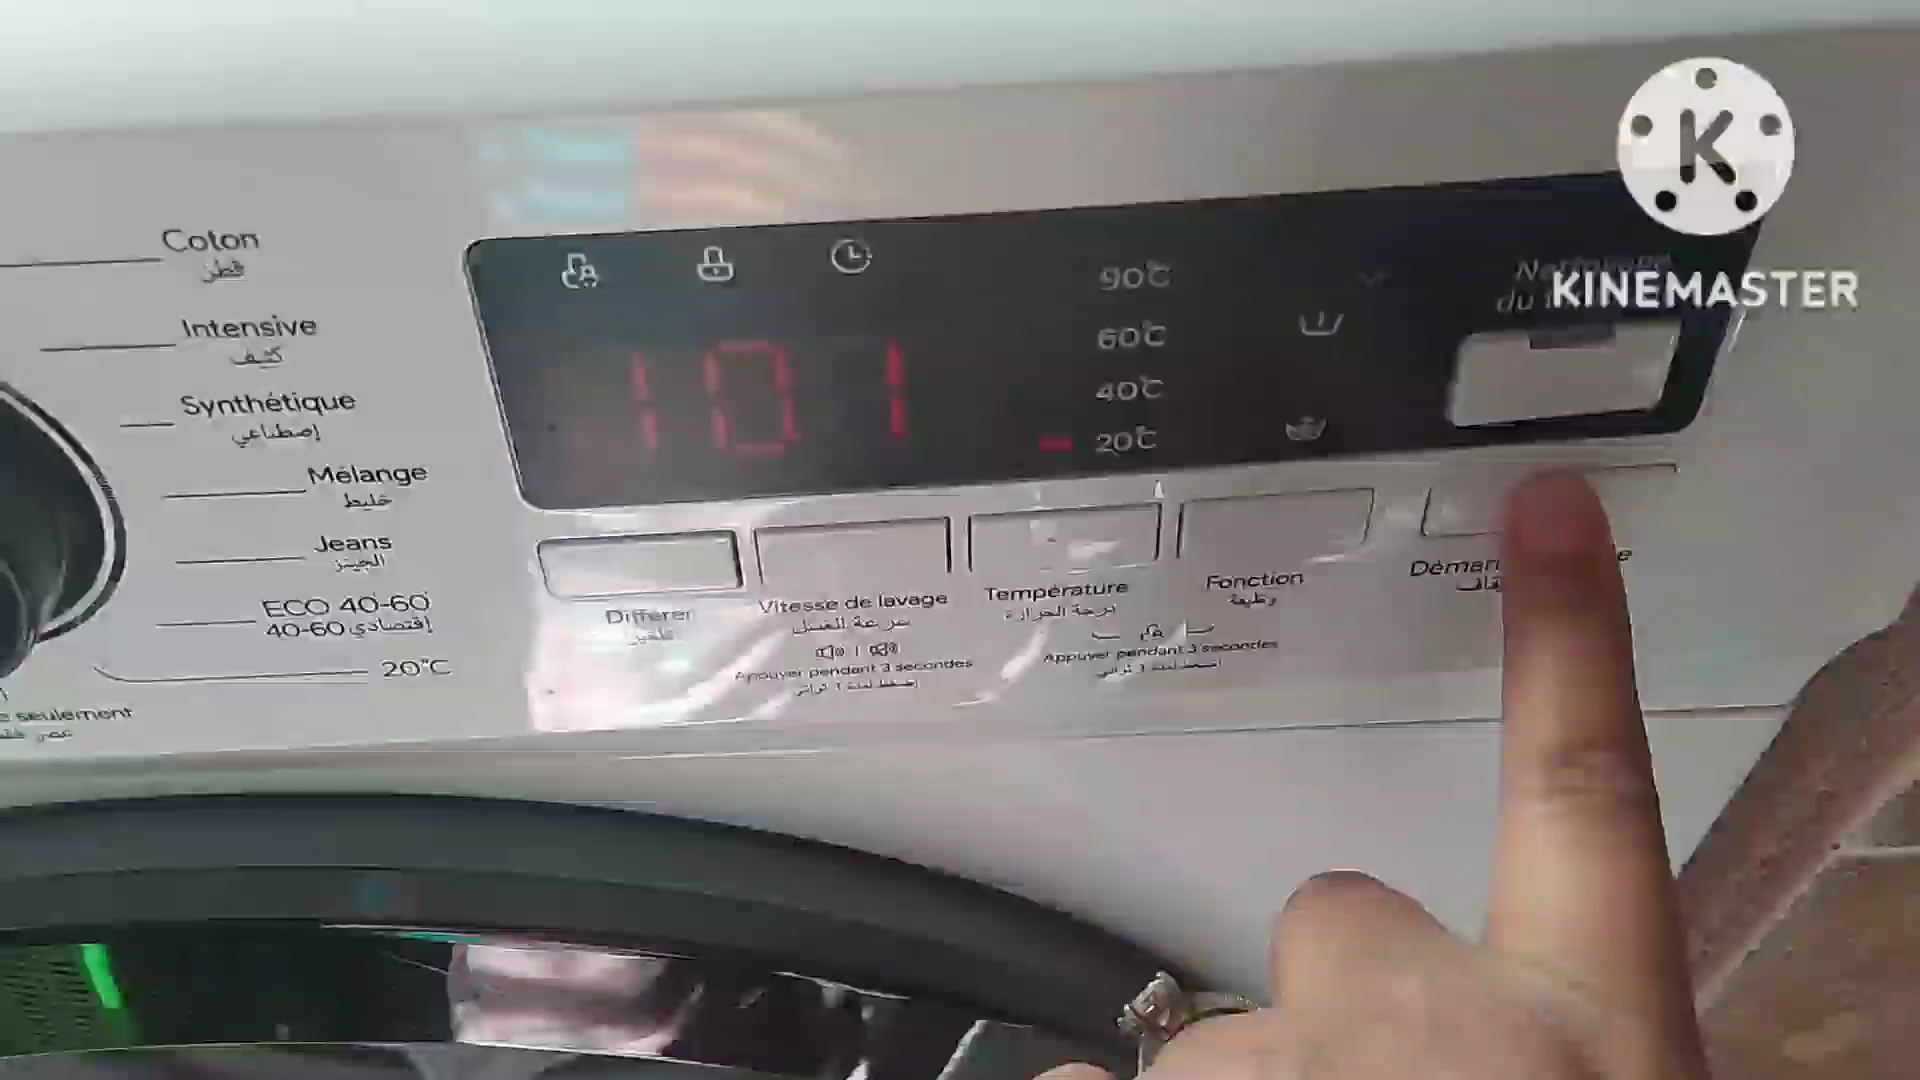 Coton
قطن
Intensive
كثيف
Synthétique
إصطناعي
Mélange
خليط
Jeans
الجينز
ECO 40-60
إقتصادي 40-60
20°C
seulement
101
90°C
60°C
40°C
20°C
KINEMASTER
Différer
تأخير
Vitesse de lavage
سرعة الغسل
Appuyer pendant 3 secondes
Température
درجة الحرارة
Fonction
وظيفة
Appuyer pendant 3 secondes